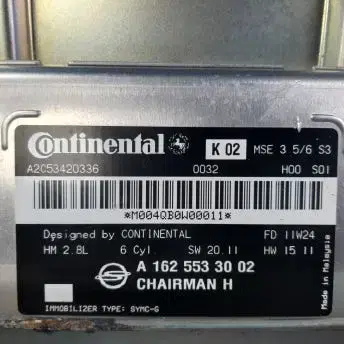 Continental K 02 MSE 3 5/6 S3
A2C53420336 0032 H00 S01
*M004QB0W00011*
Designed by CONTINENTAL FD 11W24
HM 2.8L 6 Cyl. SW 20.11 HW 15 11
A 162 553 30 02
CHAIRMAN H
IMMOBILIZER TYPE: SYMC-G
Made in Malaysia